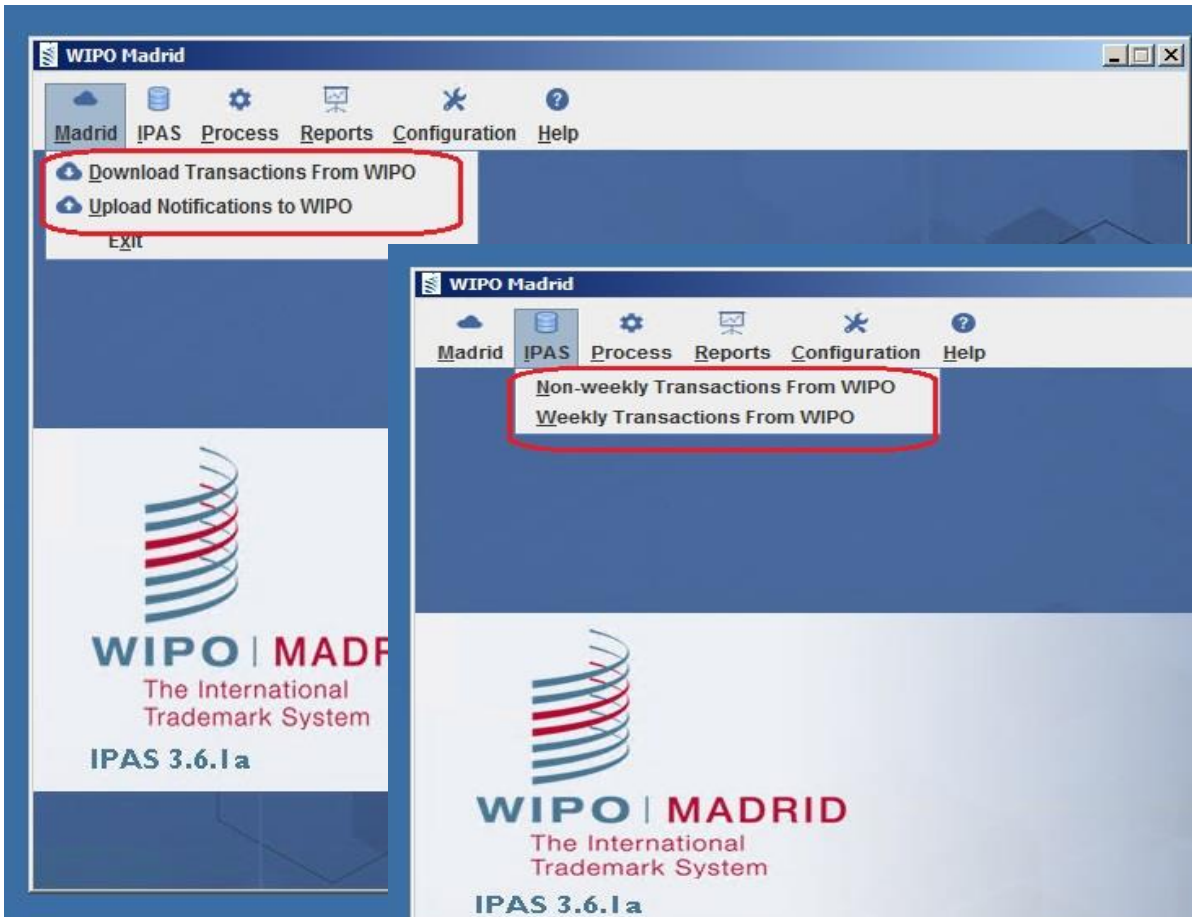 WIPO Madrid
Madrid IPAS Process Reports Configuration Help
Download Transactions From WIPO
Upload Notifications to WIPO
Exit
WIPO | MADR
The International
Trademark System
IPAS 3.6.1a
WIPO Madrid
Madrid IPAS Process Reports Configuration Help
Non-weekly Transactions From WIPO
Weekly Transactions From WIPO
WIPO | MADRID
The International
Trademark System
IPAS 3.6.1a